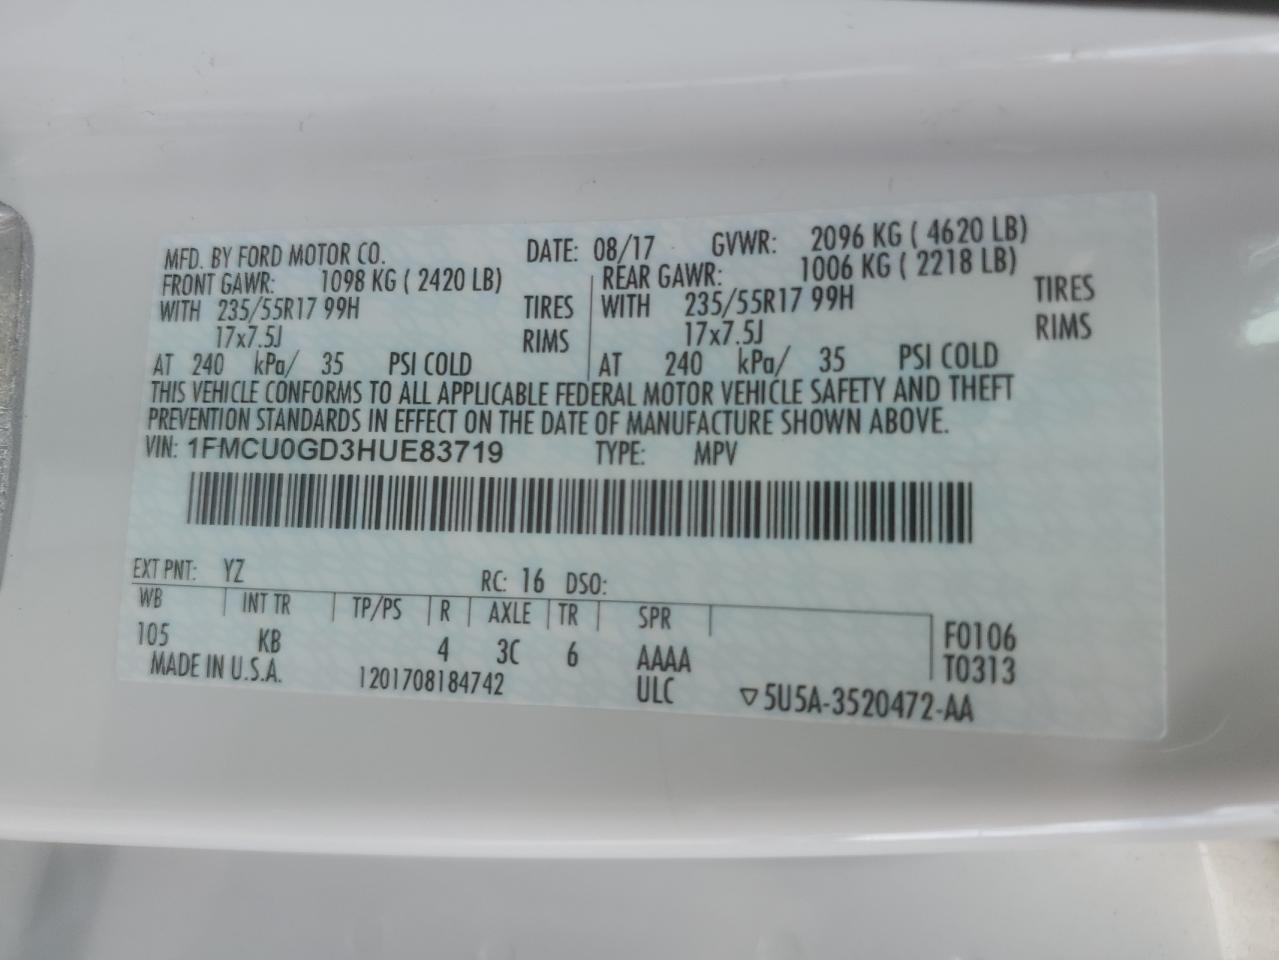 MFD. BY FORD MOTOR CO. DATE: 08/17 GVWR: 2096 KG ( 4620 LB)
FRONT GAWR: 1098 KG ( 2420 LB) REAR GAWR: 1006 KG ( 2218 LB)
WITH 235/55R17 99H TIRES WITH 235/55R17 99H TIRES
17x7.5J RIMS 17x7.5J RIMS
AT 240 kPa/ 35 PSI COLD AT 240 kPa/ 35 PSI COLD
THIS VEHICLE CONFORMS TO ALL APPLICABLE FEDERAL MOTOR VEHICLE SAFETY AND THEFT
PREVENTION STANDARDS IN EFFECT ON THE DATE OF MANUFACTURE SHOWN ABOVE.
VIN: 1FMCU0GD3HUE83719 TYPE: MPV
EXT PNT: YZ RC: 16 DSO:
WB INT TR TP/PS R AXLE TR SPR
105 KB 4 3C 6 AAAA F0106
MADE IN U.S.A. 1201708184742 ULC T0313
▽5U5A-3520472-AA